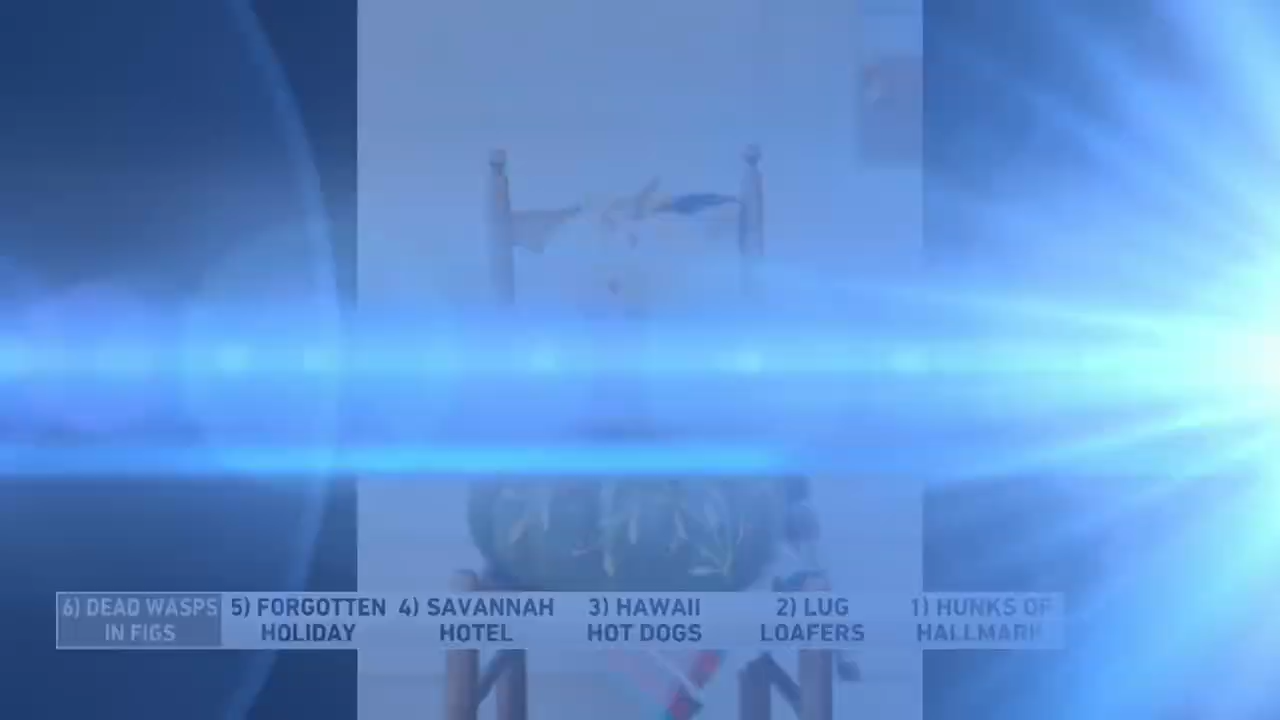 6) DEAD WASPS
IN FIGS
5) FORGOTTEN
HOLIDAY
4) SAVANNAH
HOTEL
3) HAWAII
HOT DOGS
2) LUG
LOAFERS
1) HUNKS OF
HALLMARK